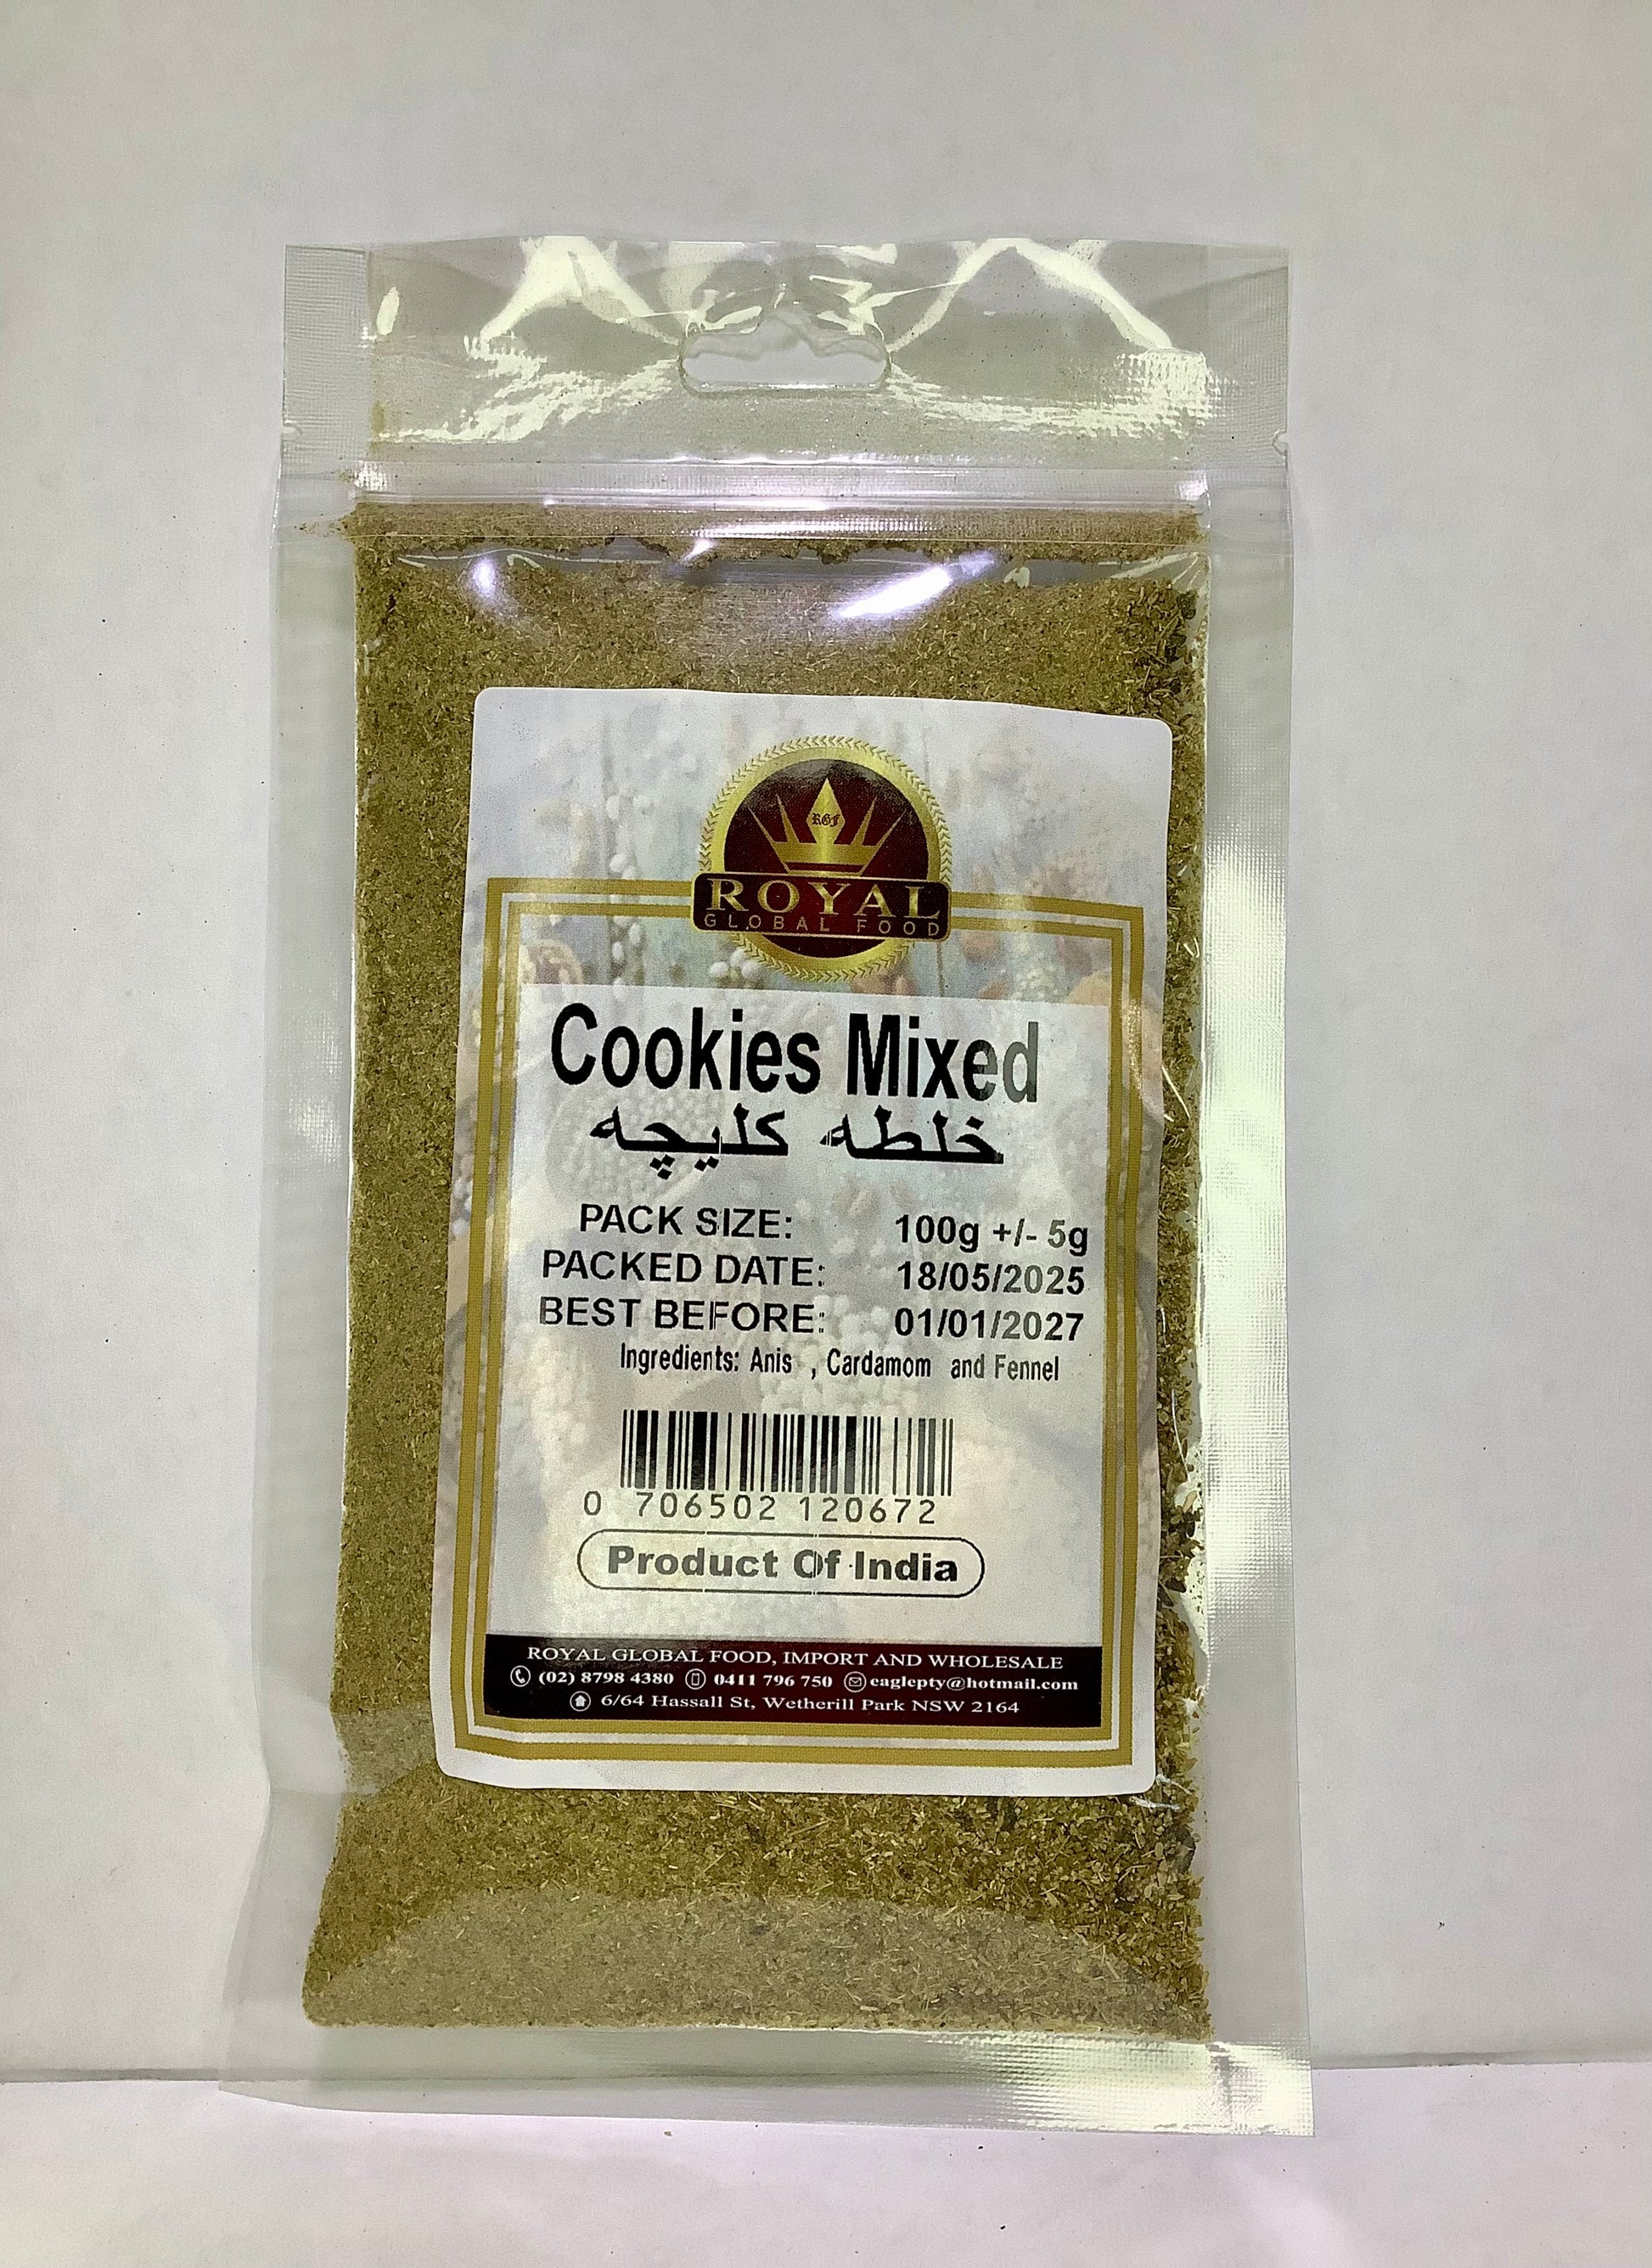 RGF
ROYAL
GLOBAL FOOD
Cookies Mixed
خلطه كليچه
PACK SIZE: 100g +/- 5g
PACKED DATE: 18/05/2025
BEST BEFORE: 01/01/2027
Ingredients: Anis , Cardamom and Fennel
0 706502 120672
Product Of India
ROYAL GLOBAL FOOD, IMPORT AND WHOLESALE
(02) 8798 4380 0411 796 750 eaglepty@hotmail.com
6/64 Hassall St, Wetherill Park NSW 2164